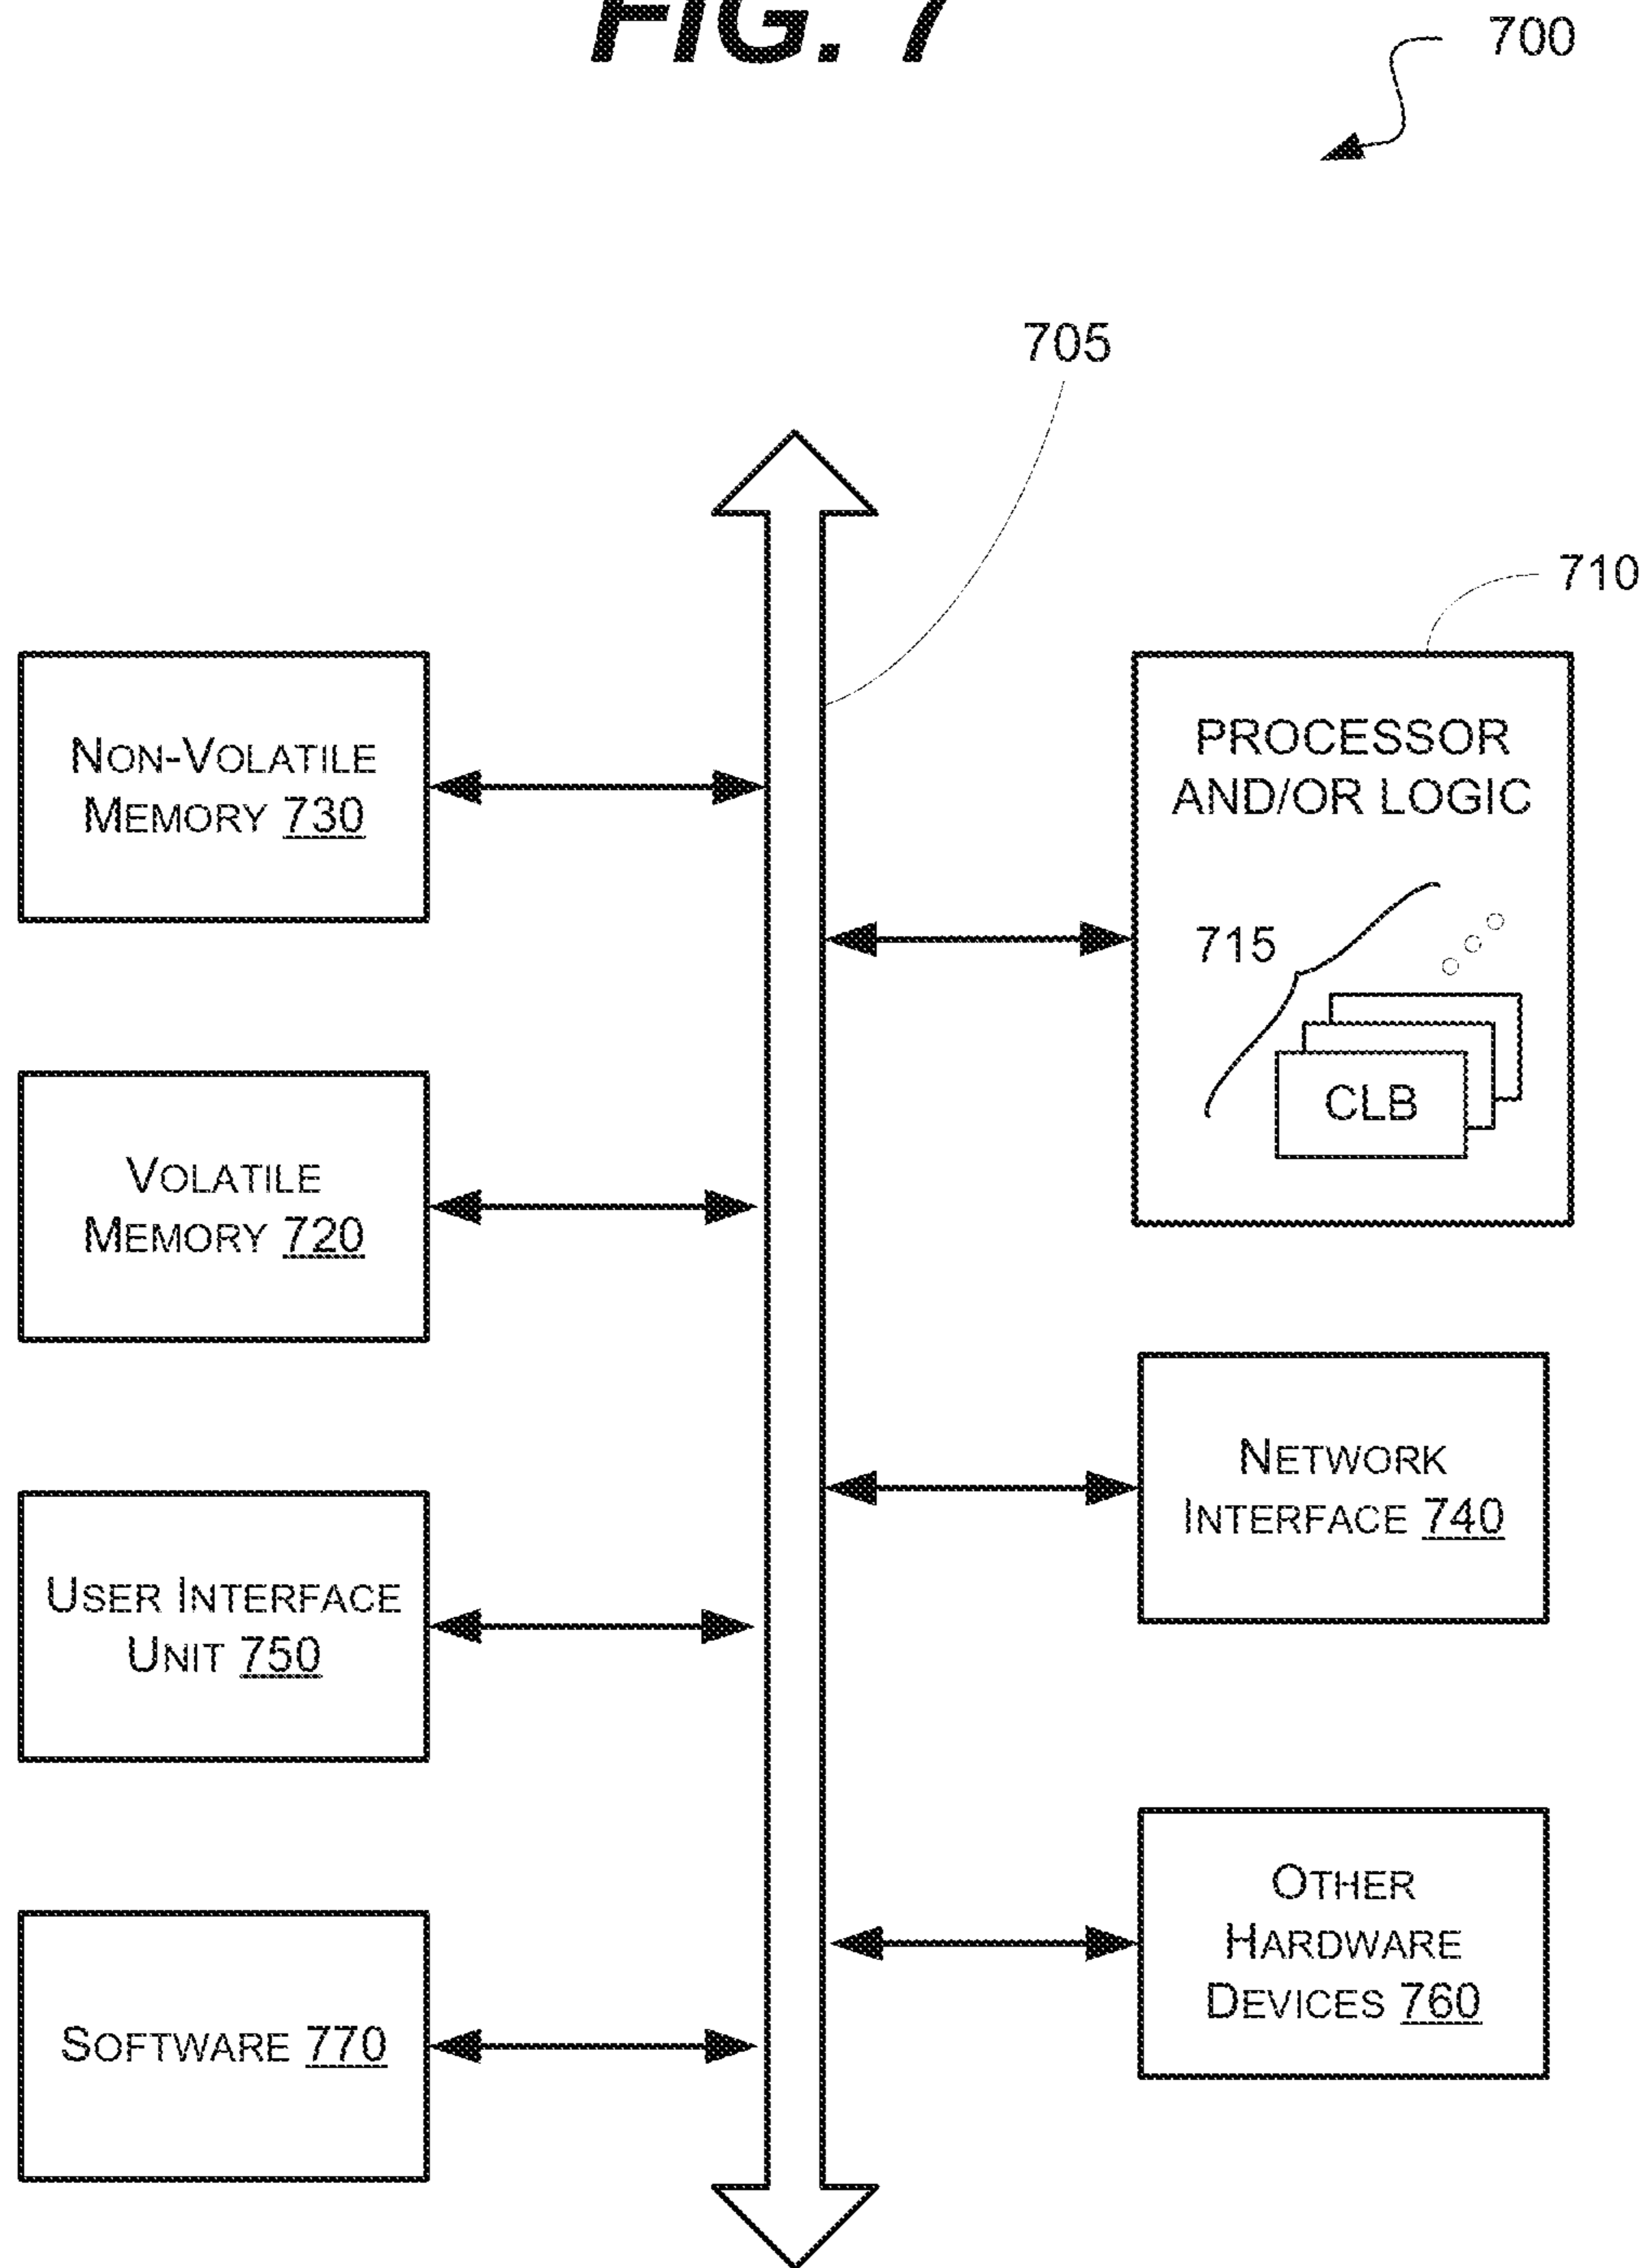 FIG. 7
700
705
710
NON-VOLATILE
MEMORY 730
PROCESSOR
AND/OR LOGIC
715
CLB
VOLATILE
MEMORY 720
NETWORK
INTERFACE 740
USER INTERFACE
UNIT 750
OTHER
HARDWARE
DEVICES 760
SOFTWARE 770